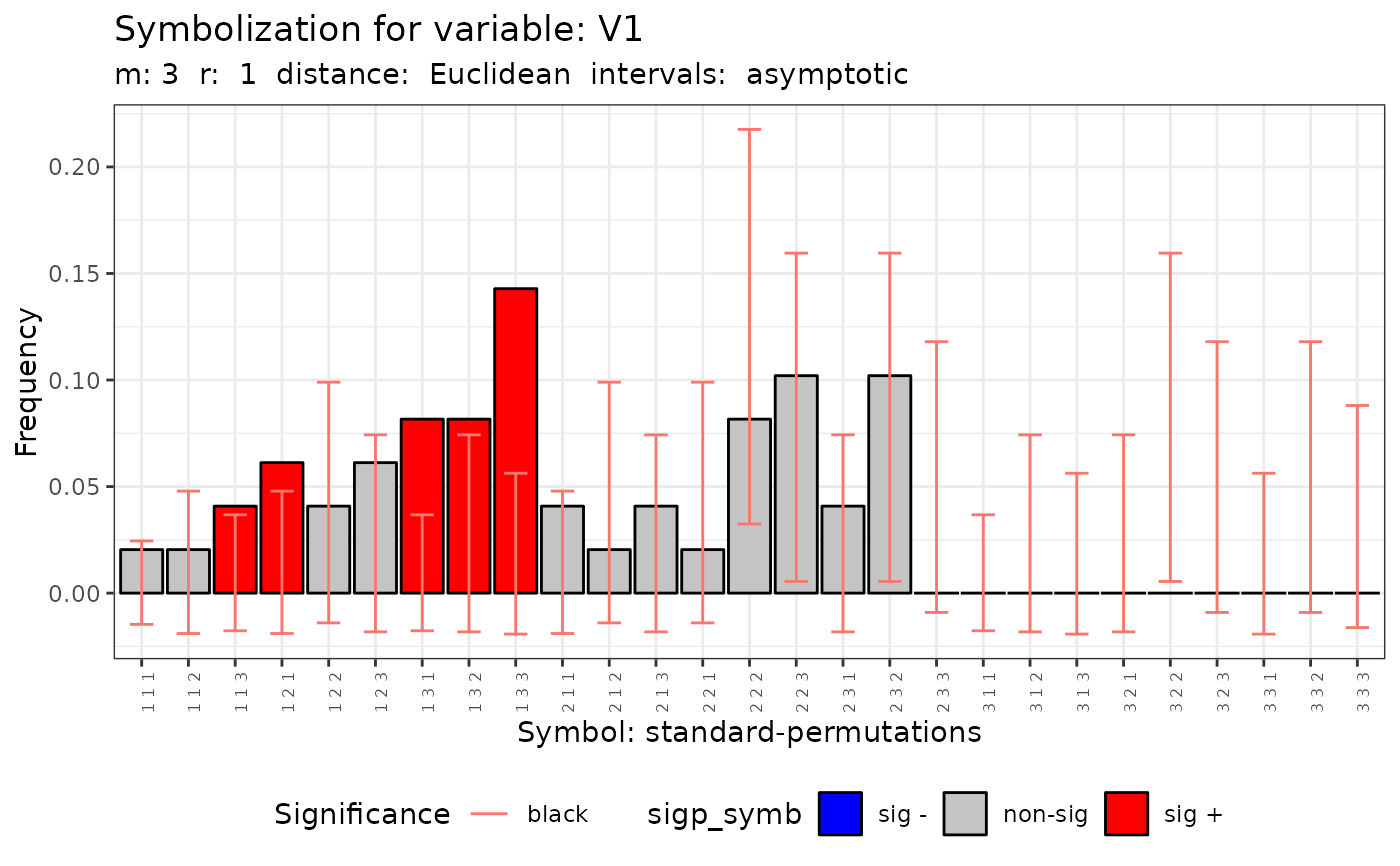 Symbolization for variable: V1
m: 3 r: 1 distance: Euclidean intervals: asymptotic
Frequency
0.20
0.15
0.10
0.05
0.00
1 1 1
1 1 2
1 1 3
1 2 1
1 2 2
1 2 3
1 3 1
1 3 2
1 3 3
2 1 1
2 1 2
2 1 3
2 2 1
2 2 2
2 2 3
2 3 1
2 3 2
2 3 3
3 1 1
3 1 2
3 1 3
3 2 1
3 2 2
3 2 3
3 3 1
3 3 2
3 3 3
Symbol: standard-permutations
Significance black sigp_symb sig - non-sig sig +